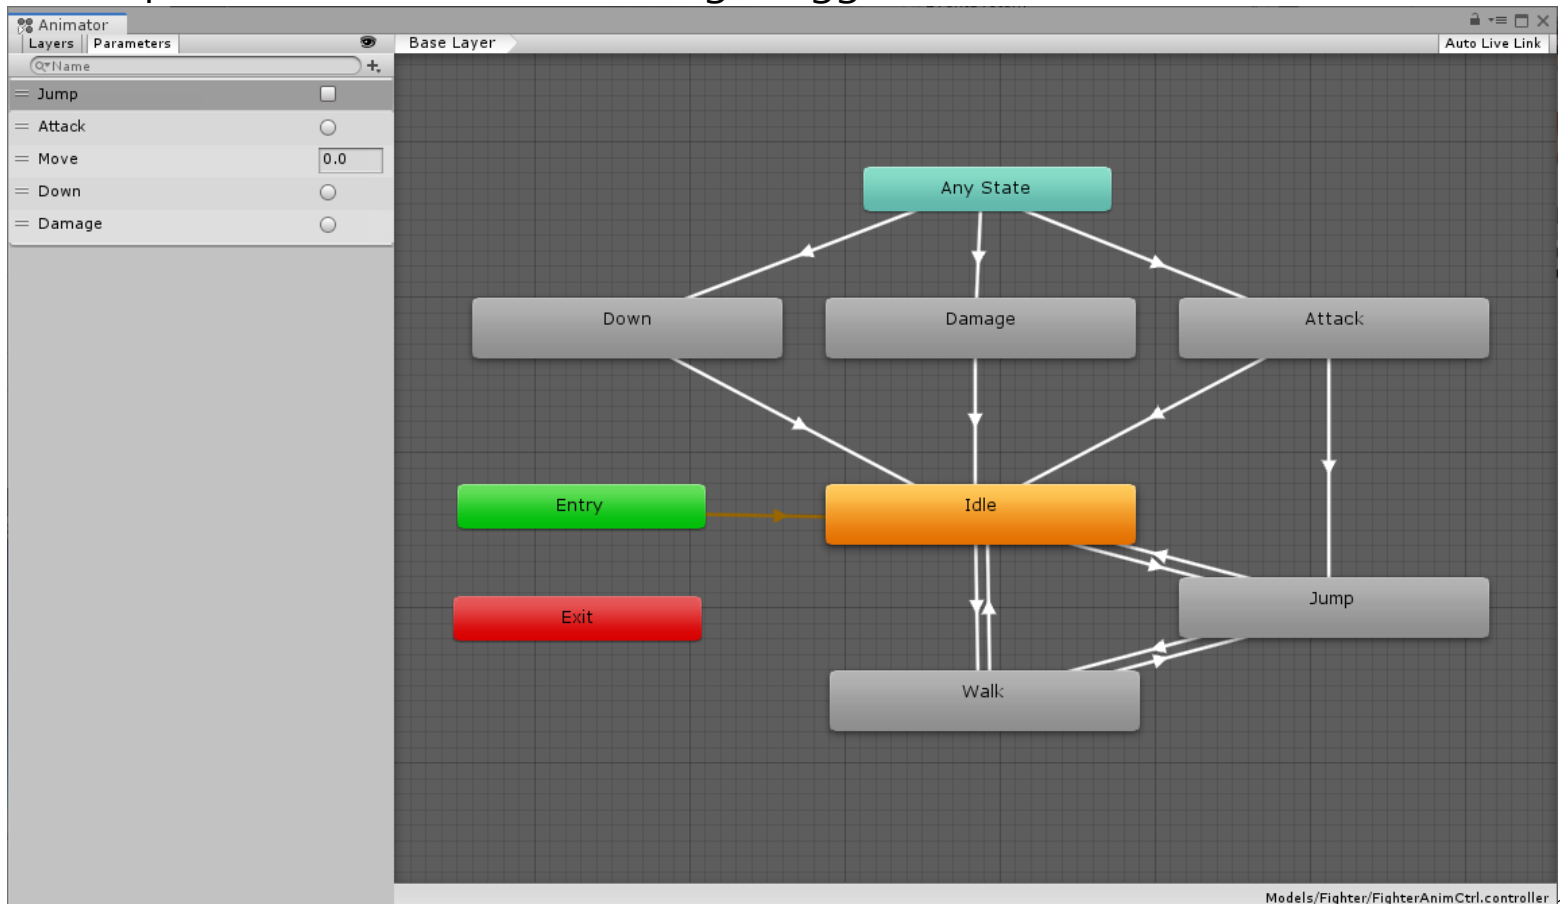 Animator
Layers Parameters
Base Layer
Auto Live Link
Name
Jump
Attack
Move 0.0
Down
Damage
Any State
Down Damage Attack
Entry Idle
Exit Jump
Walk
Models/Fighter/FighterAnimCtrl.controller